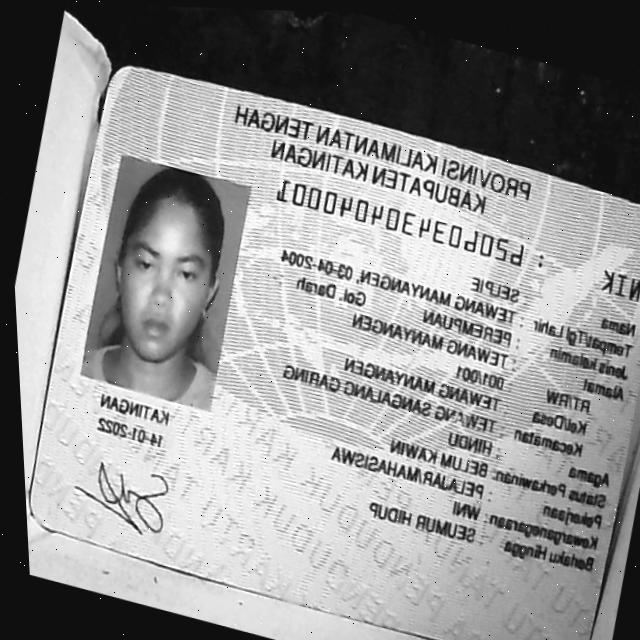 PROVINSI KALIMANTAN TENGAH
KABUPATEN KATINGAN
NIK : 6206034304040001
Nama : SELPIE
Tempat/Tgl Lahir : TEWANG MANYANGEN, 03-04-2004
Jenis kelamin : PEREMPUAN Gol. Darah
Alamat : TEWANG MANYANGEN
RT/RW : 001/001
Kel/Desa : TEWANG MANYANGEN
Kecamatan : TEWANG SANGALANG GARING
Agama : HINDU
Status Perkawinan: BELUM KAWIN
Pekerjaan : PELAJAR/MAHASISWA
Kewarganegaraan: WNI
Berlaku Hingga : SEUMUR HIDUP
KATINGAN
14-01-2022